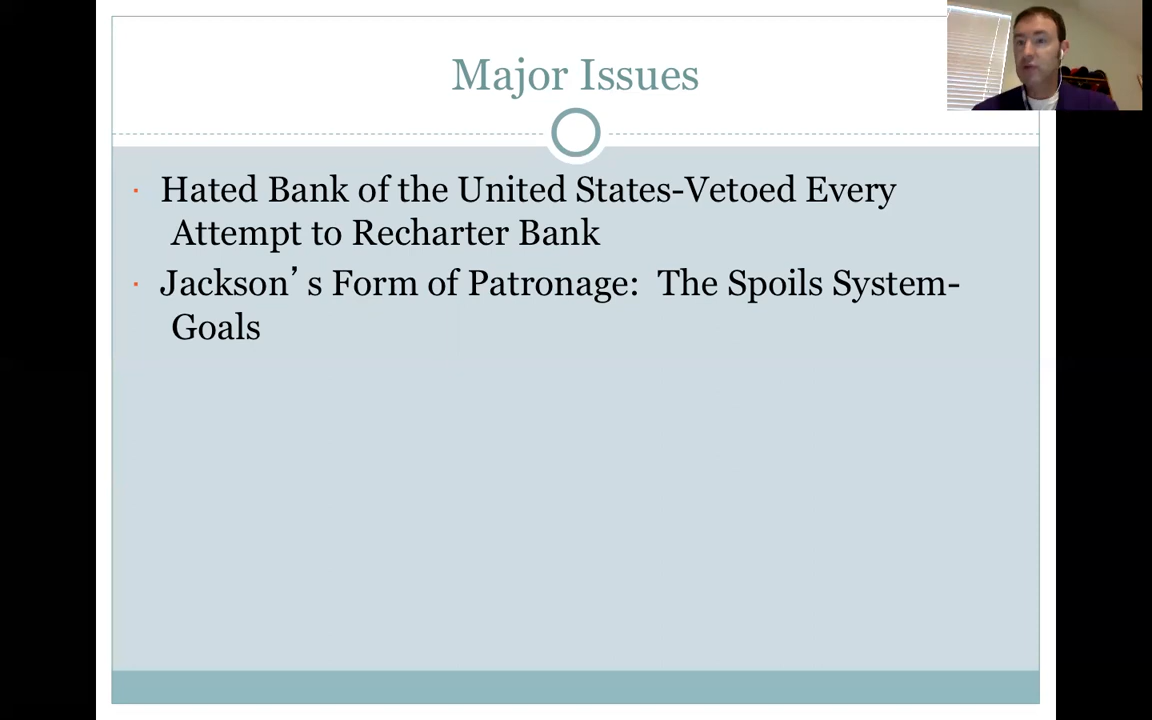 Major Issues
· Hated Bank of the United States-Vetoed Every
Attempt to Recharter Bank
· Jackson’s Form of Patronage: The Spoils System-
Goals